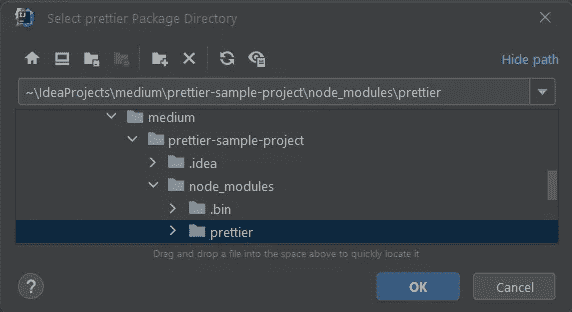 Select prettier Package Directory
Hide path
~\IdeaProjects\medium\prettier-sample-project\node_modules\prettier
medium
prettier-sample-project
.idea
node_modules
.bin
prettier
Drag and drop a file into the space above to quickly locate it
?
OK
Cancel